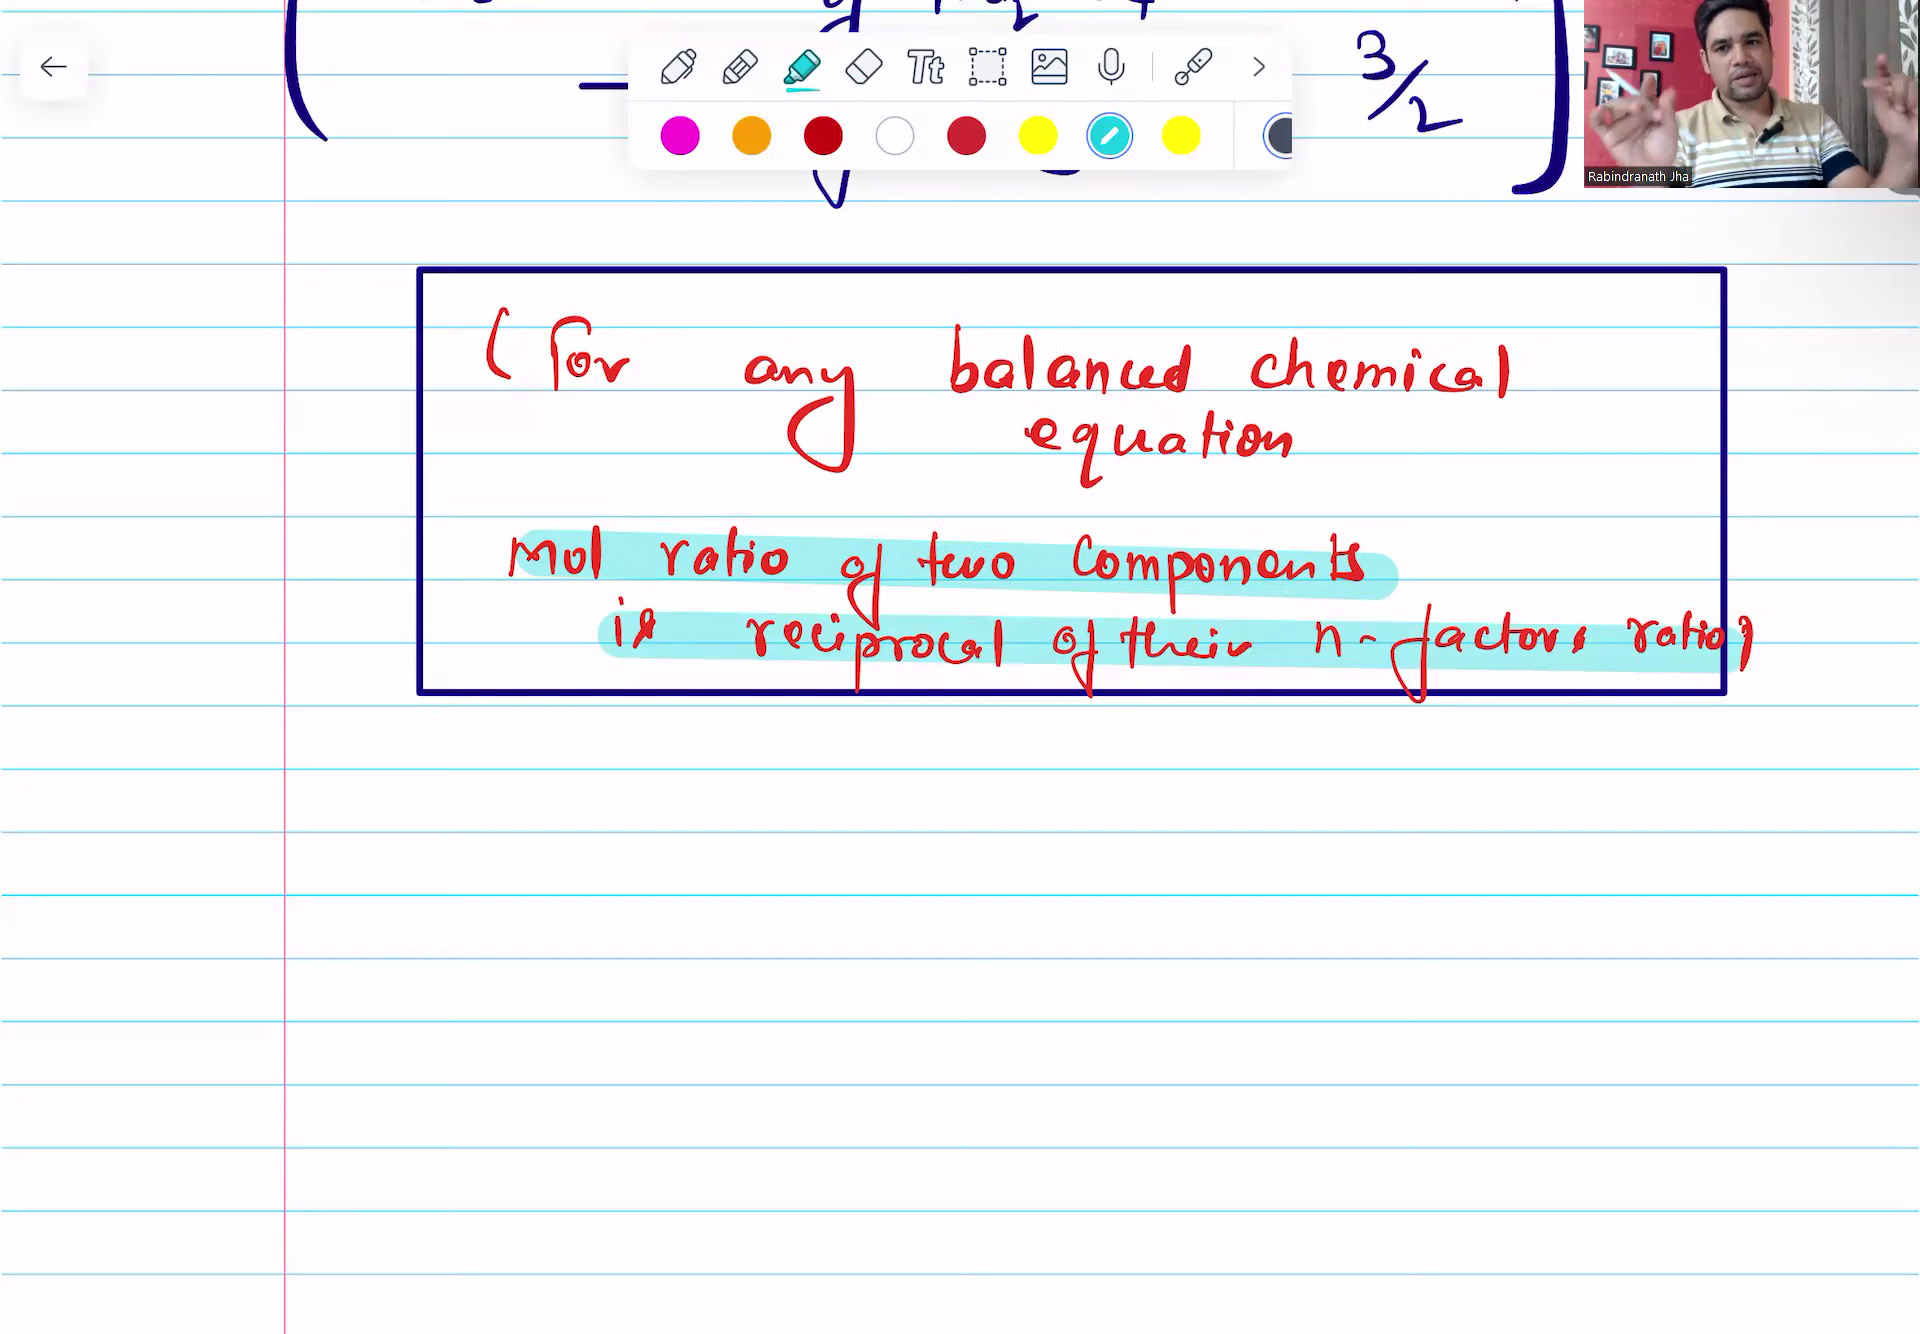 3/2
Tt
Rabindranath Jha
( For any balanced chemical
equation
mol ratio of two components
is reciprocal of their n-factors ratio)